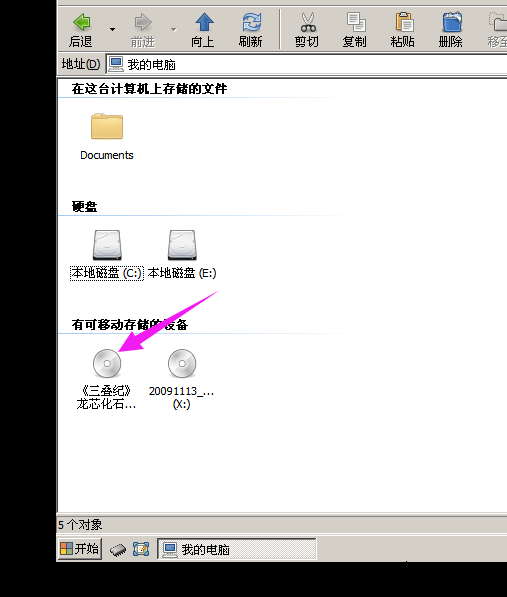 后退 前进 向上 刷新 剪切 复制 粘贴 删除 移至
地址(D) 我的电脑
在这台计算机上存储的文件
Documents
硬盘
本地磁盘 (C:) 本地磁盘 (E:)
有可移动存储的设备
《三叠纪》 20091113_...
龙芯化石... (X:)
5 个对象
开始 我的电脑